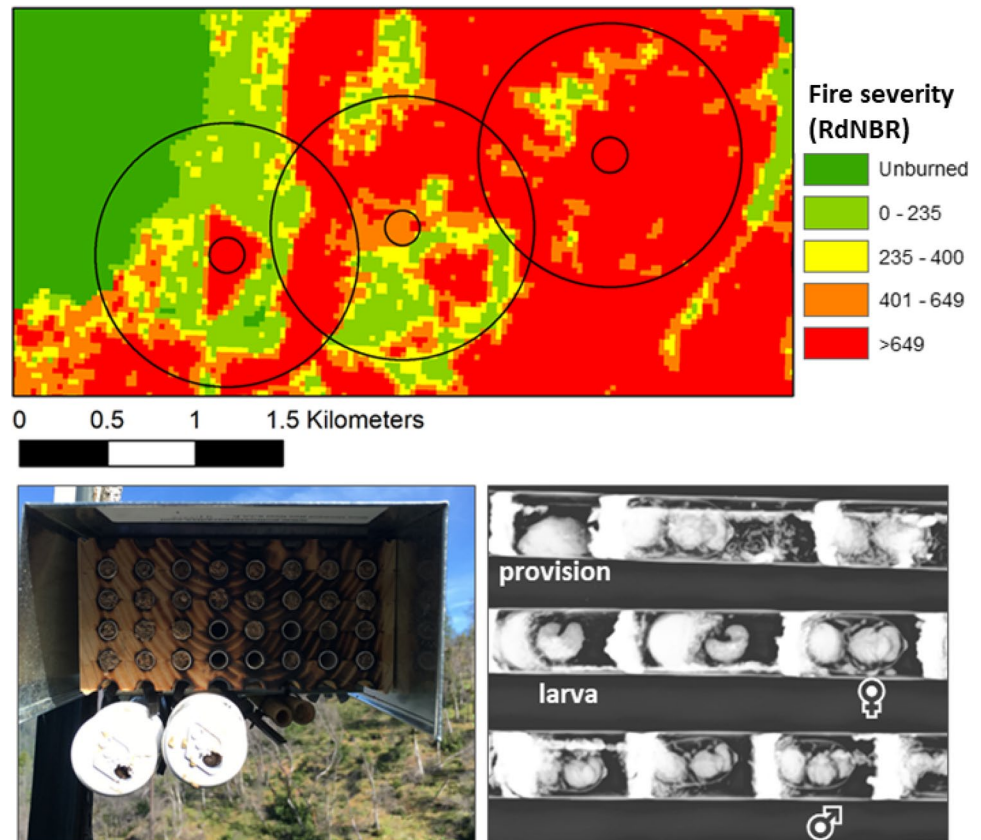 Fire severity
(RdNBR)
Unburned
0 - 235
235 - 400
401 - 649
>649
0 0.5 1 1.5 Kilometers
provision
larva
♀
♂